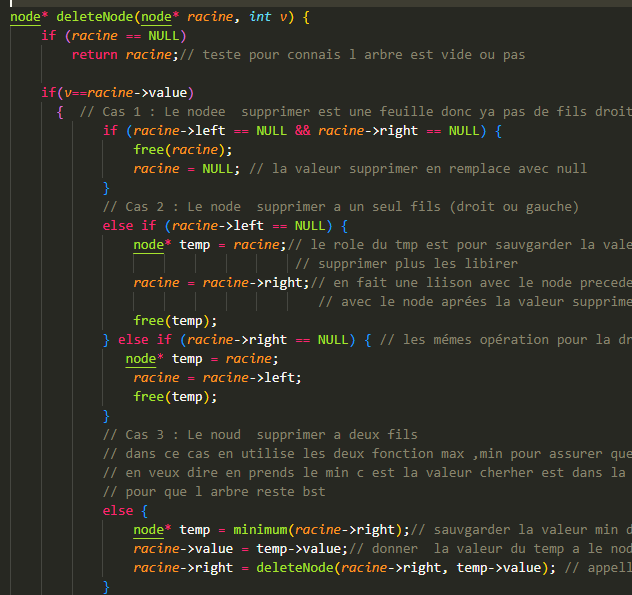 node* deleteNode(node* racine, int v) {
if (racine == NULL)
return racine;// teste pour connais l arbre est vide ou pas
if(v==racine->value)
{ // Cas 1 : Le nodee supprimer est une feuille donc ya pas de fils droit
if (racine->left == NULL && racine->right == NULL) {
free(racine);
racine = NULL; // la valeur supprimer en remplace avec null
}
// Cas 2 : Le node supprimer a un seul fils (droit ou gauche)
else if (racine->left == NULL) {
node* temp = racine;// le role du tmp est pour sauvgarder la vale
// supprimer plus les libirer
racine = racine->right;// en fait une liison avec le node precede
// avec le node aprées la valeur supprime
free(temp);
} else if (racine->right == NULL) { // les mémes opération pour la dr
node* temp = racine;
racine = racine->left;
free(temp);
}
// Cas 3 : Le noud supprimer a deux fils
// dans ce cas en utilise les deux fonction max ,min pour assurer que
// en veux dire en prends le min c est la valeur cherher est dans la
// pour que l arbre reste bst
else {
node* temp = minimum(racine->right);// sauvgarder la valeur min d
racine->value = temp->value;// donner la valeur du temp a le nod
racine->right = deleteNode(racine->right, temp->value); // appell
}